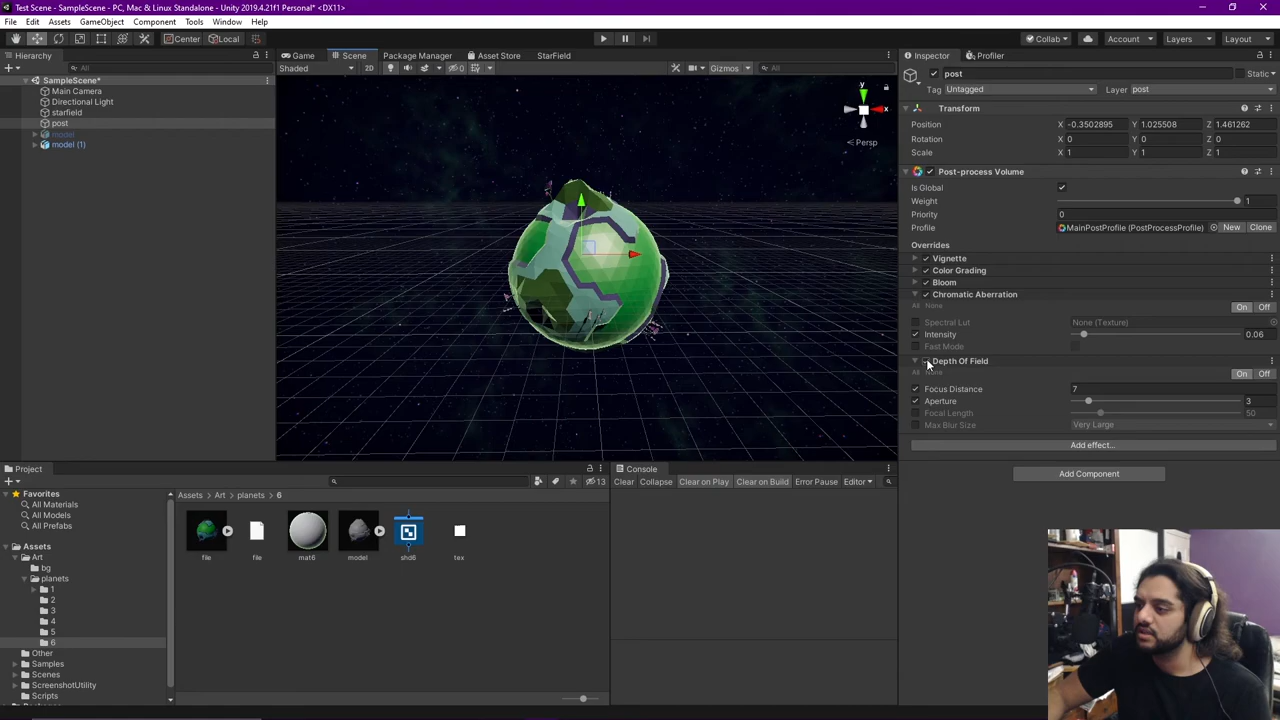 Test Scene - SampleScene - PC, Mac & Linux Standalone - Unity 2019.4.21f1 Personal* <DX11>
File Edit Assets GameObject Component Tools Window Help
Center Local Collab Account Layers Layout
Hierarchy
All
SampleScene*
Main Camera
Directional Light
starfield
post
model
model (1)
Game Scene Package Manager Asset Store StarField
Shaded 2D 0 Gizmos All
y
x
Persp
Inspector Profiler
post Static
Tag Untagged Layer post
Transform
Position X -0.3502895 Y 1.025508 Z 1.461262
Rotation X 0 Y 0 Z 0
Scale X 1 Y 1 Z 1
Post-process Volume
Is Global
Weight 1
Priority 0
Profile MainPostProfile (PostProcessProfile) New Clone
Overrides
Vignette
Color Grading
Bloom
Chromatic Aberration
All None On Off
Spectral Lut None (Texture)
Intensity 0.06
Fast Mode
Depth Of Field
All None On Off
Focus Distance 7
Aperture 3
Focal Length 50
Max Blur Size Very Large
Add effect...
Add Component
Project
13
Favorites
All Materials
All Models
All Prefabs
Assets
Art
bg
planets
1
2
3
4
5
6
Other
Samples
Scenes
ScreenshotUtility
Scripts
Assets > Art > planets > 6
file file mat6 model shd6 tex
Console
Clear Collapse Clear on Play Clear on Build Error Pause Editor